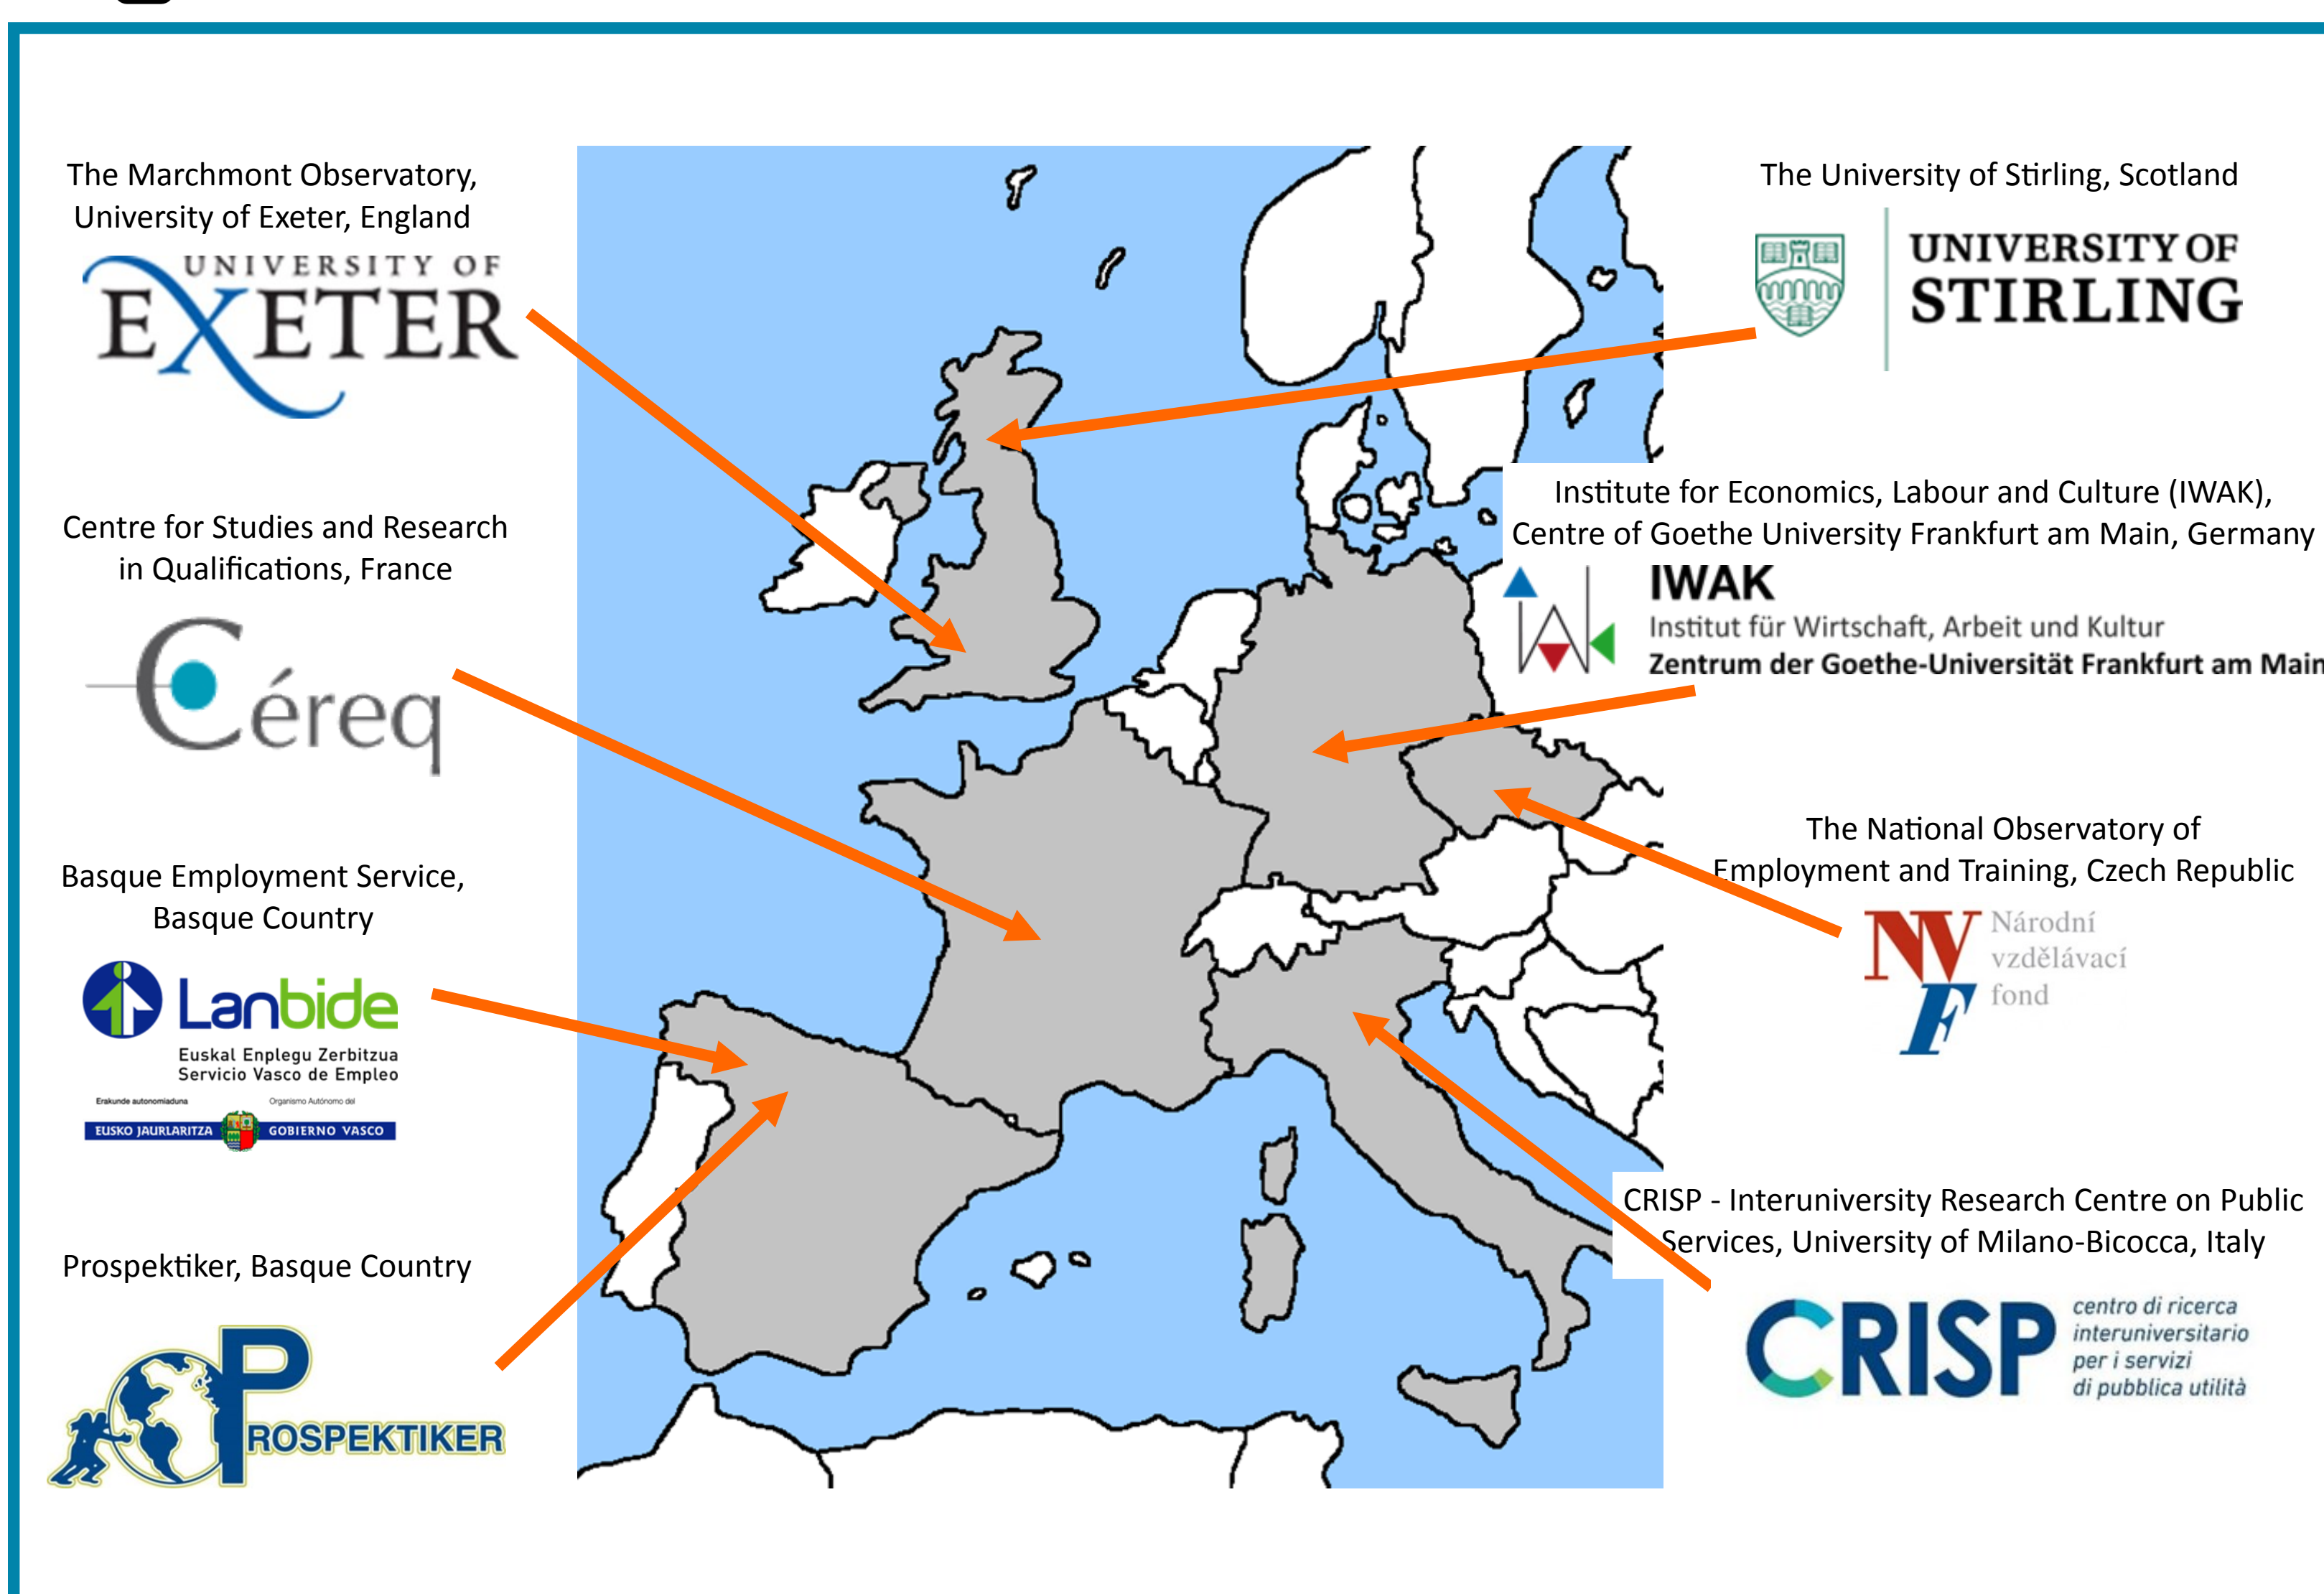 The Marchmont Observatory,
University of Exeter, England
UNIVERSITY OF
EXETER
Centre for Studies and Research
in Qualifications, France
Céreq
Basque Employment Service,
Basque Country
Lanbide
Euskal Enplegu Zerbitzua
Servicio Vasco de Empleo
Erakunde autonomiaduna
Organismo Autónomo del
EUSKO JAURLARITZA
GOBIERNO VASCO
Prospektiker, Basque Country
PROSPEKTIKER
The University of Stirling, Scotland
UNIVERSITY OF
STIRLING
Institute for Economics, Labour and Culture (IWAK),
Centre of Goethe University Frankfurt am Main, Germany
IWAK
Institut für Wirtschaft, Arbeit und Kultur
Zentrum der Goethe-Universität Frankfurt am Main
The National Observatory of
Employment and Training, Czech Republic
NVF
Národní
vzdělávací
fond
CRISP - Interuniversity Research Centre on Public
Services, University of Milano-Bicocca, Italy
CRISP
centro di ricerca
interuniversitario
per i servizi
di pubblica utilità